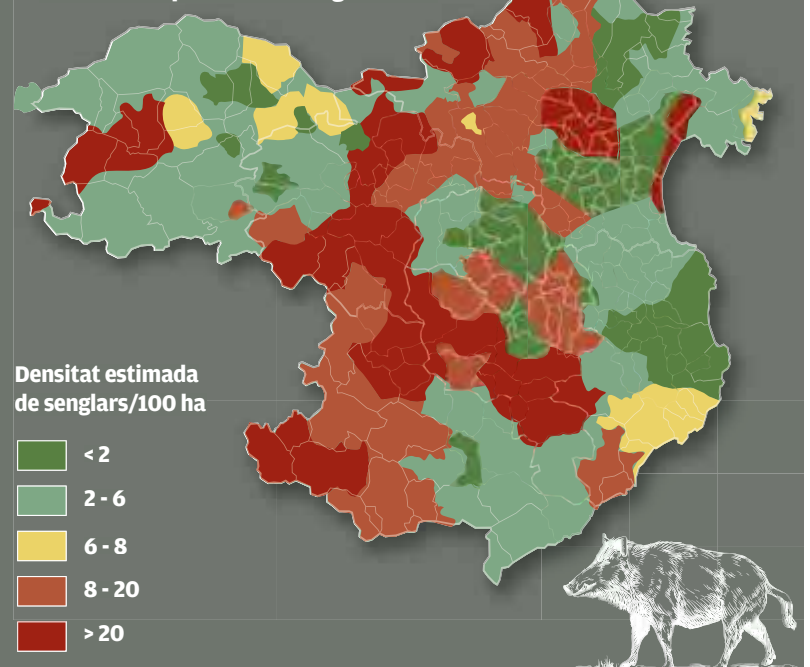 Densitat estimada
de senglars/100 ha
< 2
2 - 6
6 - 8
8 - 20
> 20